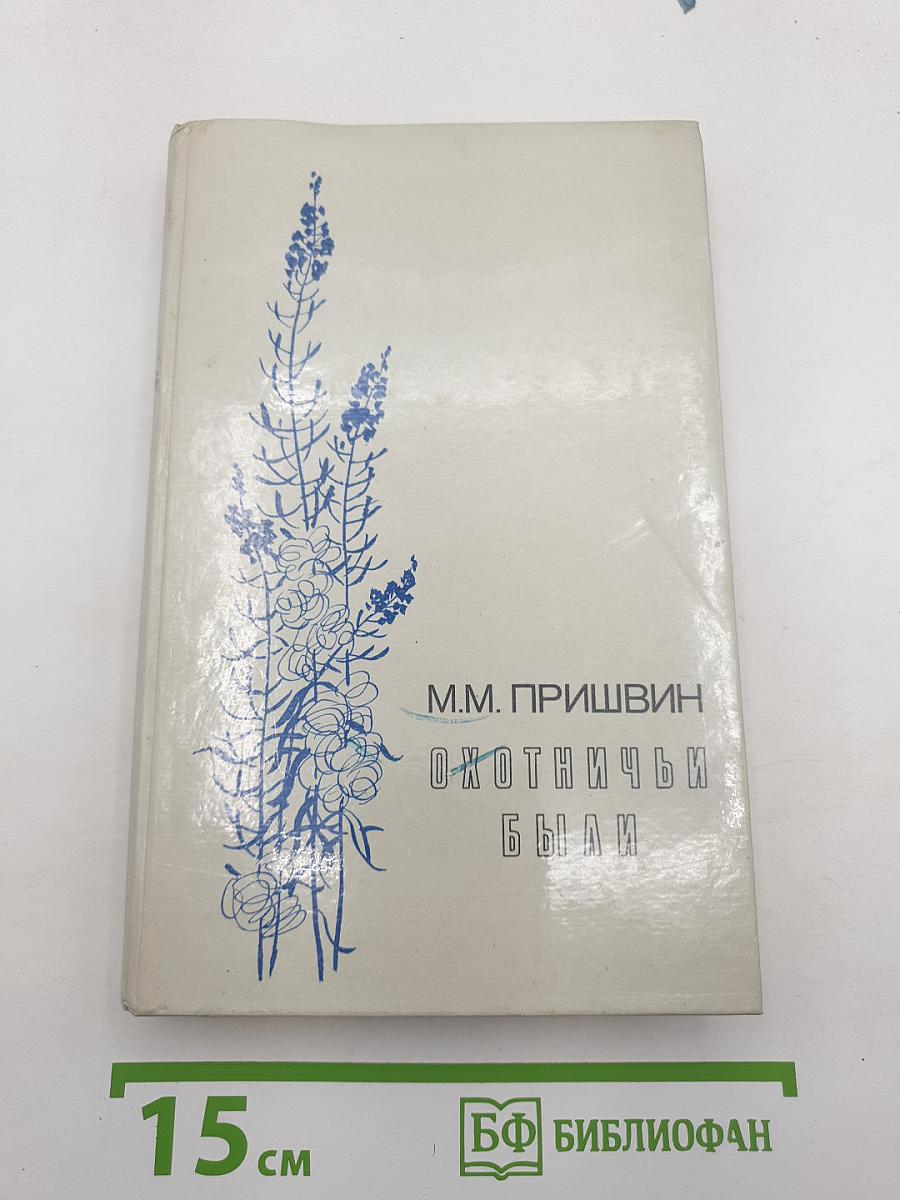 М.М. ПРИШВИН
ОХОТНИЧЬИ
БЫЛИ
15 см
БФ БИБЛИОФАН